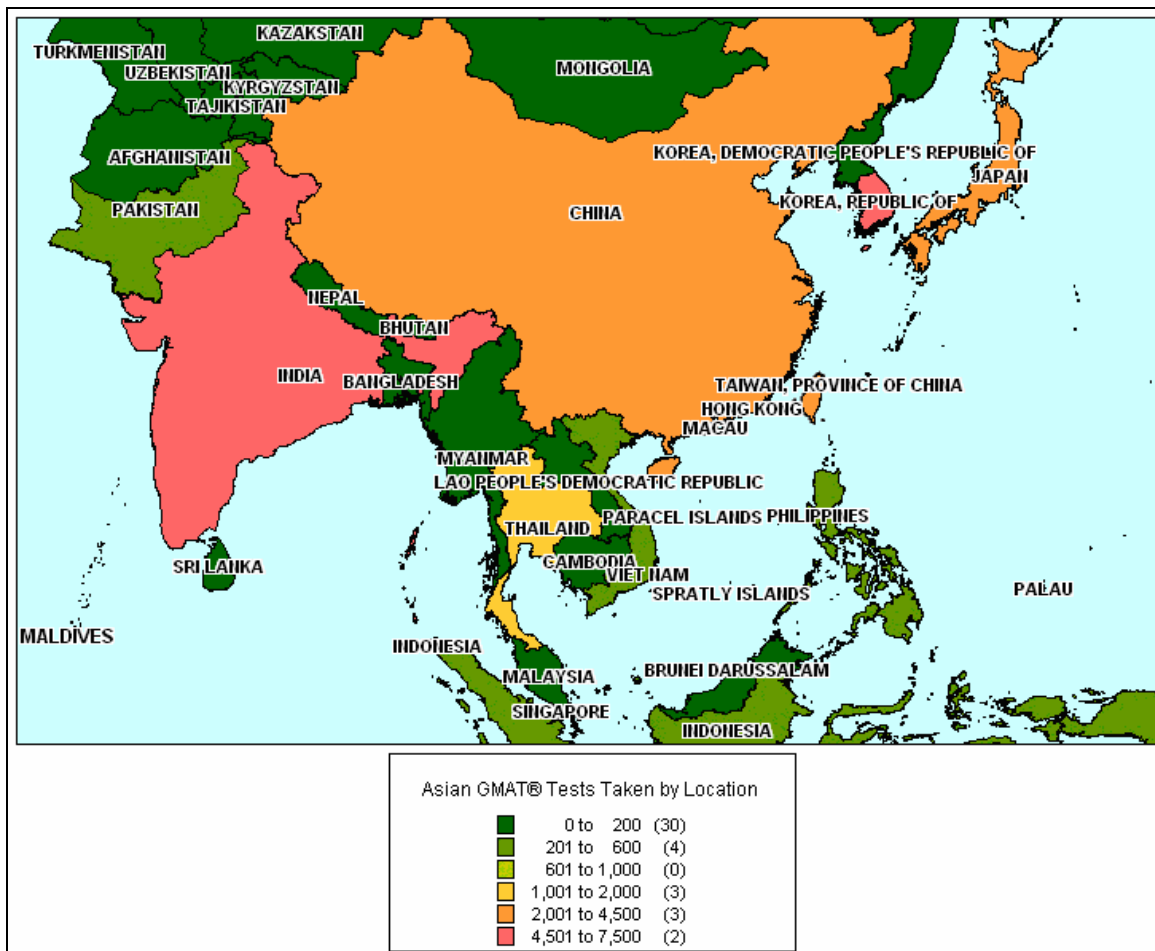 KAZAKSTAN
TURKMENISTAN
MONGOLIA
UZBEKISTAN
KYRGYZSTAN
TAJIKISTAN
AFGHANISTAN
KOREA, DEMOCRATIC PEOPLE'S REPUBLIC OF
JAPAN
KOREA, REPUBLIC OF
PAKISTAN
CHINA
NEPAL
BHUTAN
INDIA
BANGLADESH
TAIWAN, PROVINCE OF CHINA
HONG KONG
MACAU
MYANMAR
LAO PEOPLE'S DEMOCRATIC REPUBLIC
PARACEL ISLANDS
PHILIPPINES
THAILAND
CAMBODIA
SRI LANKA
VIET NAM
SPRATLY ISLANDS
PALAU
MALDIVES
INDONESIA
BRUNEI DARUSSALAM
MALAYSIA
SINGAPORE
INDONESIA
Asian GMAT® Tests Taken by Location
0 to 200 (30)
201 to 600 (4)
601 to 1,000 (0)
1,001 to 2,000 (3)
2,001 to 4,500 (3)
4,501 to 7,500 (2)